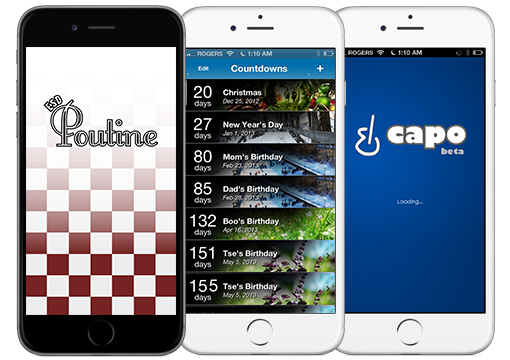 ESD
Poutine
ROGERS 1:10 AM
Edit Countdowns +
20 days Christmas
Dec 25, 2012
27 days New Year's Day
Jan 1, 2013
80 days Mom's Birthday
Feb 23, 2013
85 days Dad's Birthday
Feb 28, 2013
132 days Boo's Birthday
Apr 16, 2013
151 days Tse's Birthday
May 5, 2013
155 days Tse's Birthday
May 5, 2013
ROGERS 1:10 AM
capo
beta
Loading...